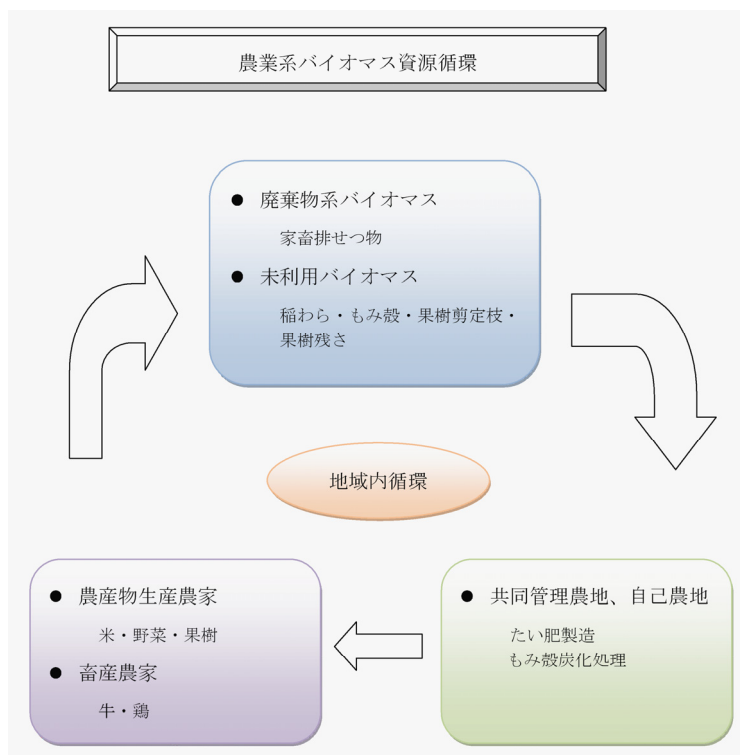 農業系バイオマス資源循環
● 廃棄物系バイオマス
家畜排せつ物
● 未利用バイオマス
稲わら・もみ殻・果樹剪定枝・
果樹残さ
地域内循環
● 農産物生産農家
米・野菜・果樹
● 畜産農家
牛・鶏
● 共同管理農地、自己農地
たい肥製造
もみ殻炭化処理